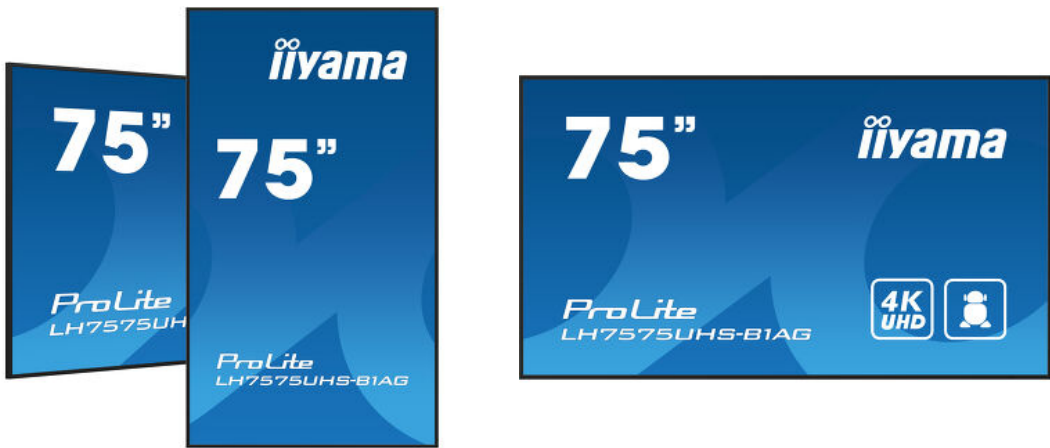 75”
ProLite
LH7575UH
iiyama
75”
ProLite
LH7575UHS-B1AG
75”
iiyama
ProLite
LH7575UHS-B1AG
4K
UHD